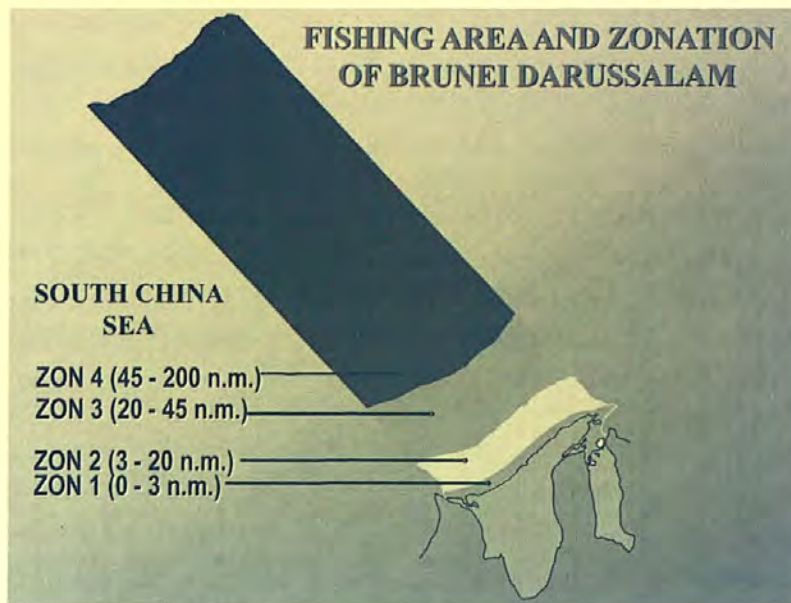 FISHING AREA AND ZONATION
OF BRUNEI DARUSSALAM
SOUTH CHINA
SEA
ZON 4 (45 - 200 n.m.)
ZON 3 (20 - 45 n.m.)
ZON 2 (3 - 20 n.m.)
ZON 1 (0 - 3 n.m.)